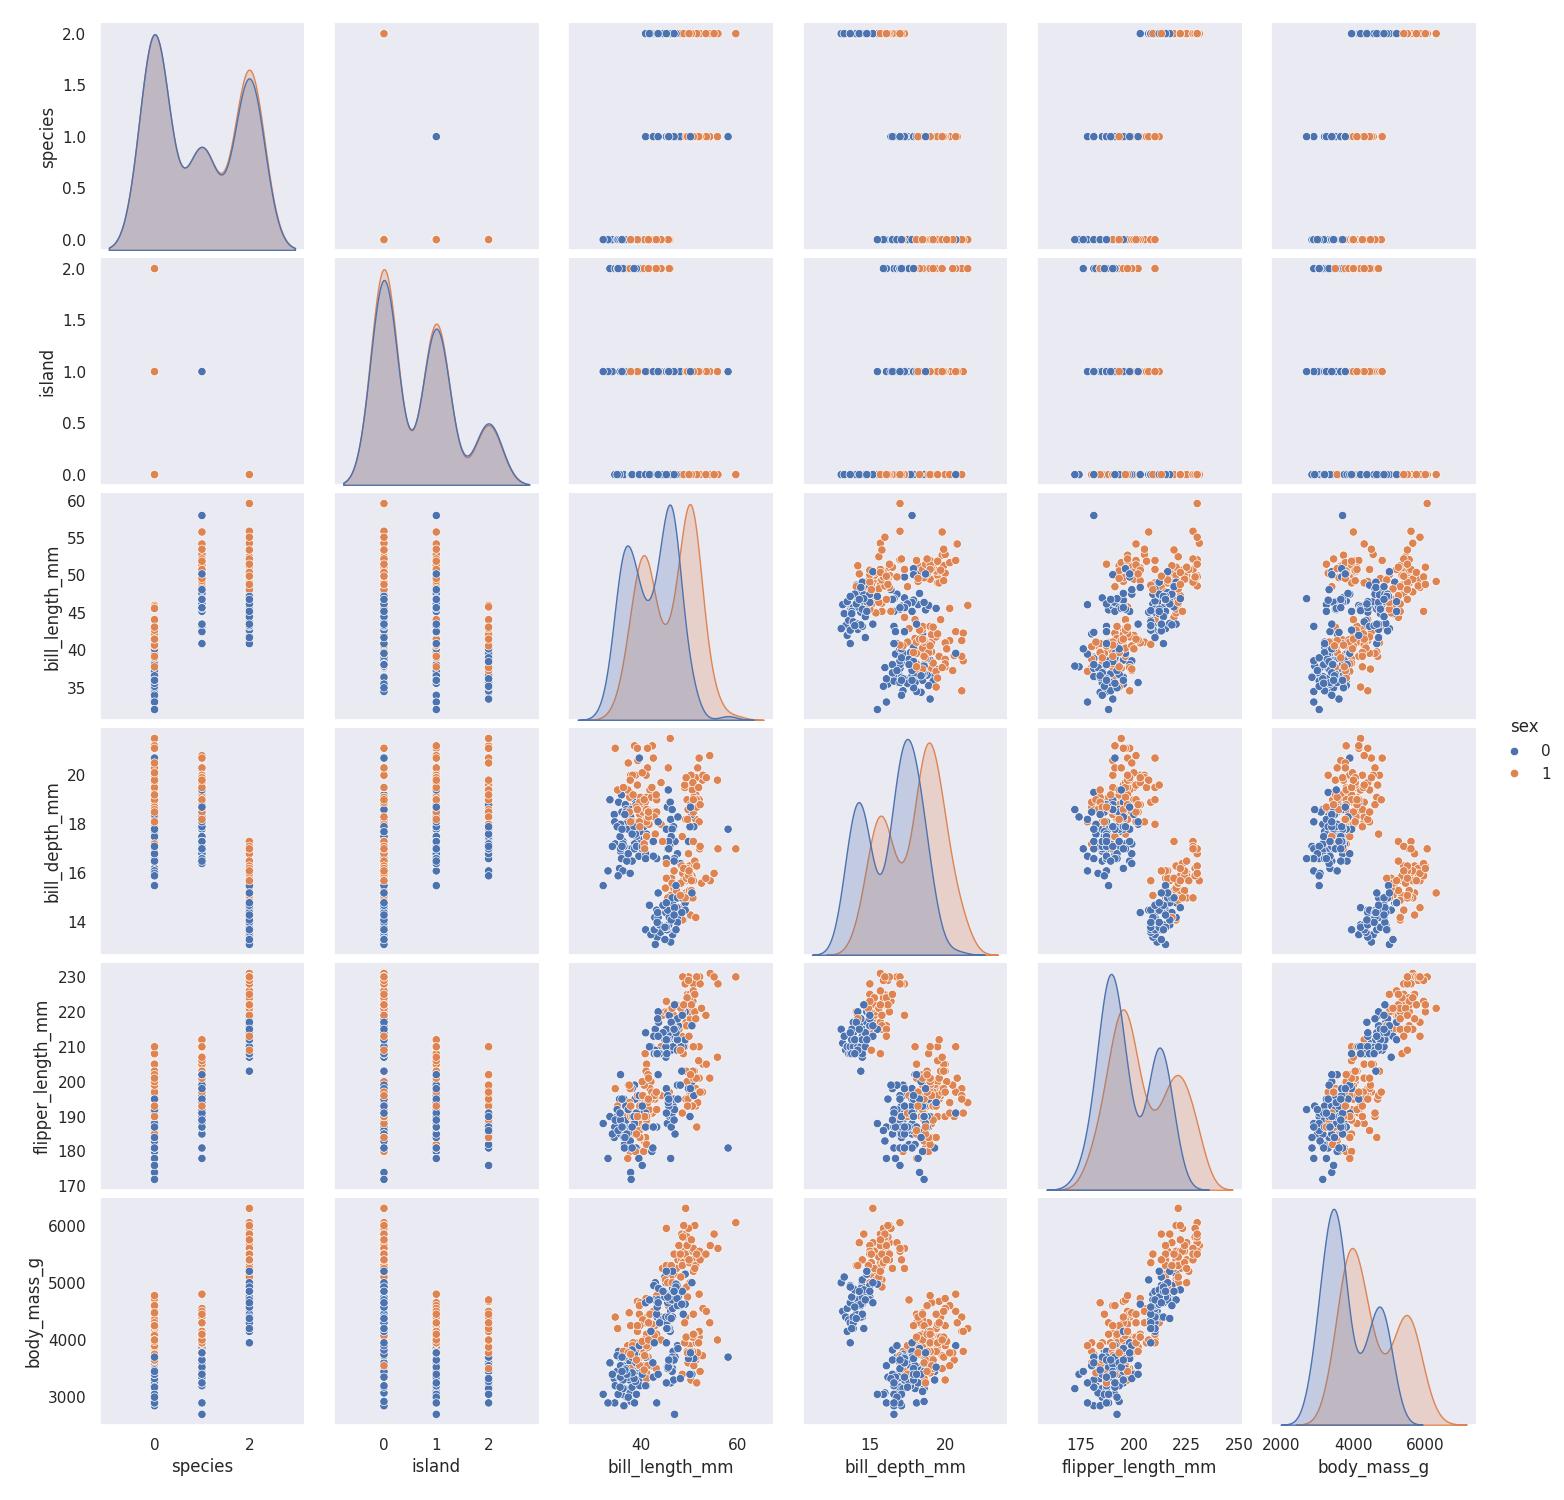 2.0
1.5
1.0
0.5
0.0
species
2.0
1.5
1.0
0.5
0.0
island
60
55
50
45
40
35
bill_length_mm
20
18
16
14
bill_depth_mm
230
220
210
200
190
180
170
flipper_length_mm
6000
5000
4000
3000
body_mass_g
0 2
species
0 1 2
island
40 60
bill_length_mm
15 20
bill_depth_mm
175 200 225 250
flipper_length_mm
2000 4000 6000
body_mass_g
sex
0
1